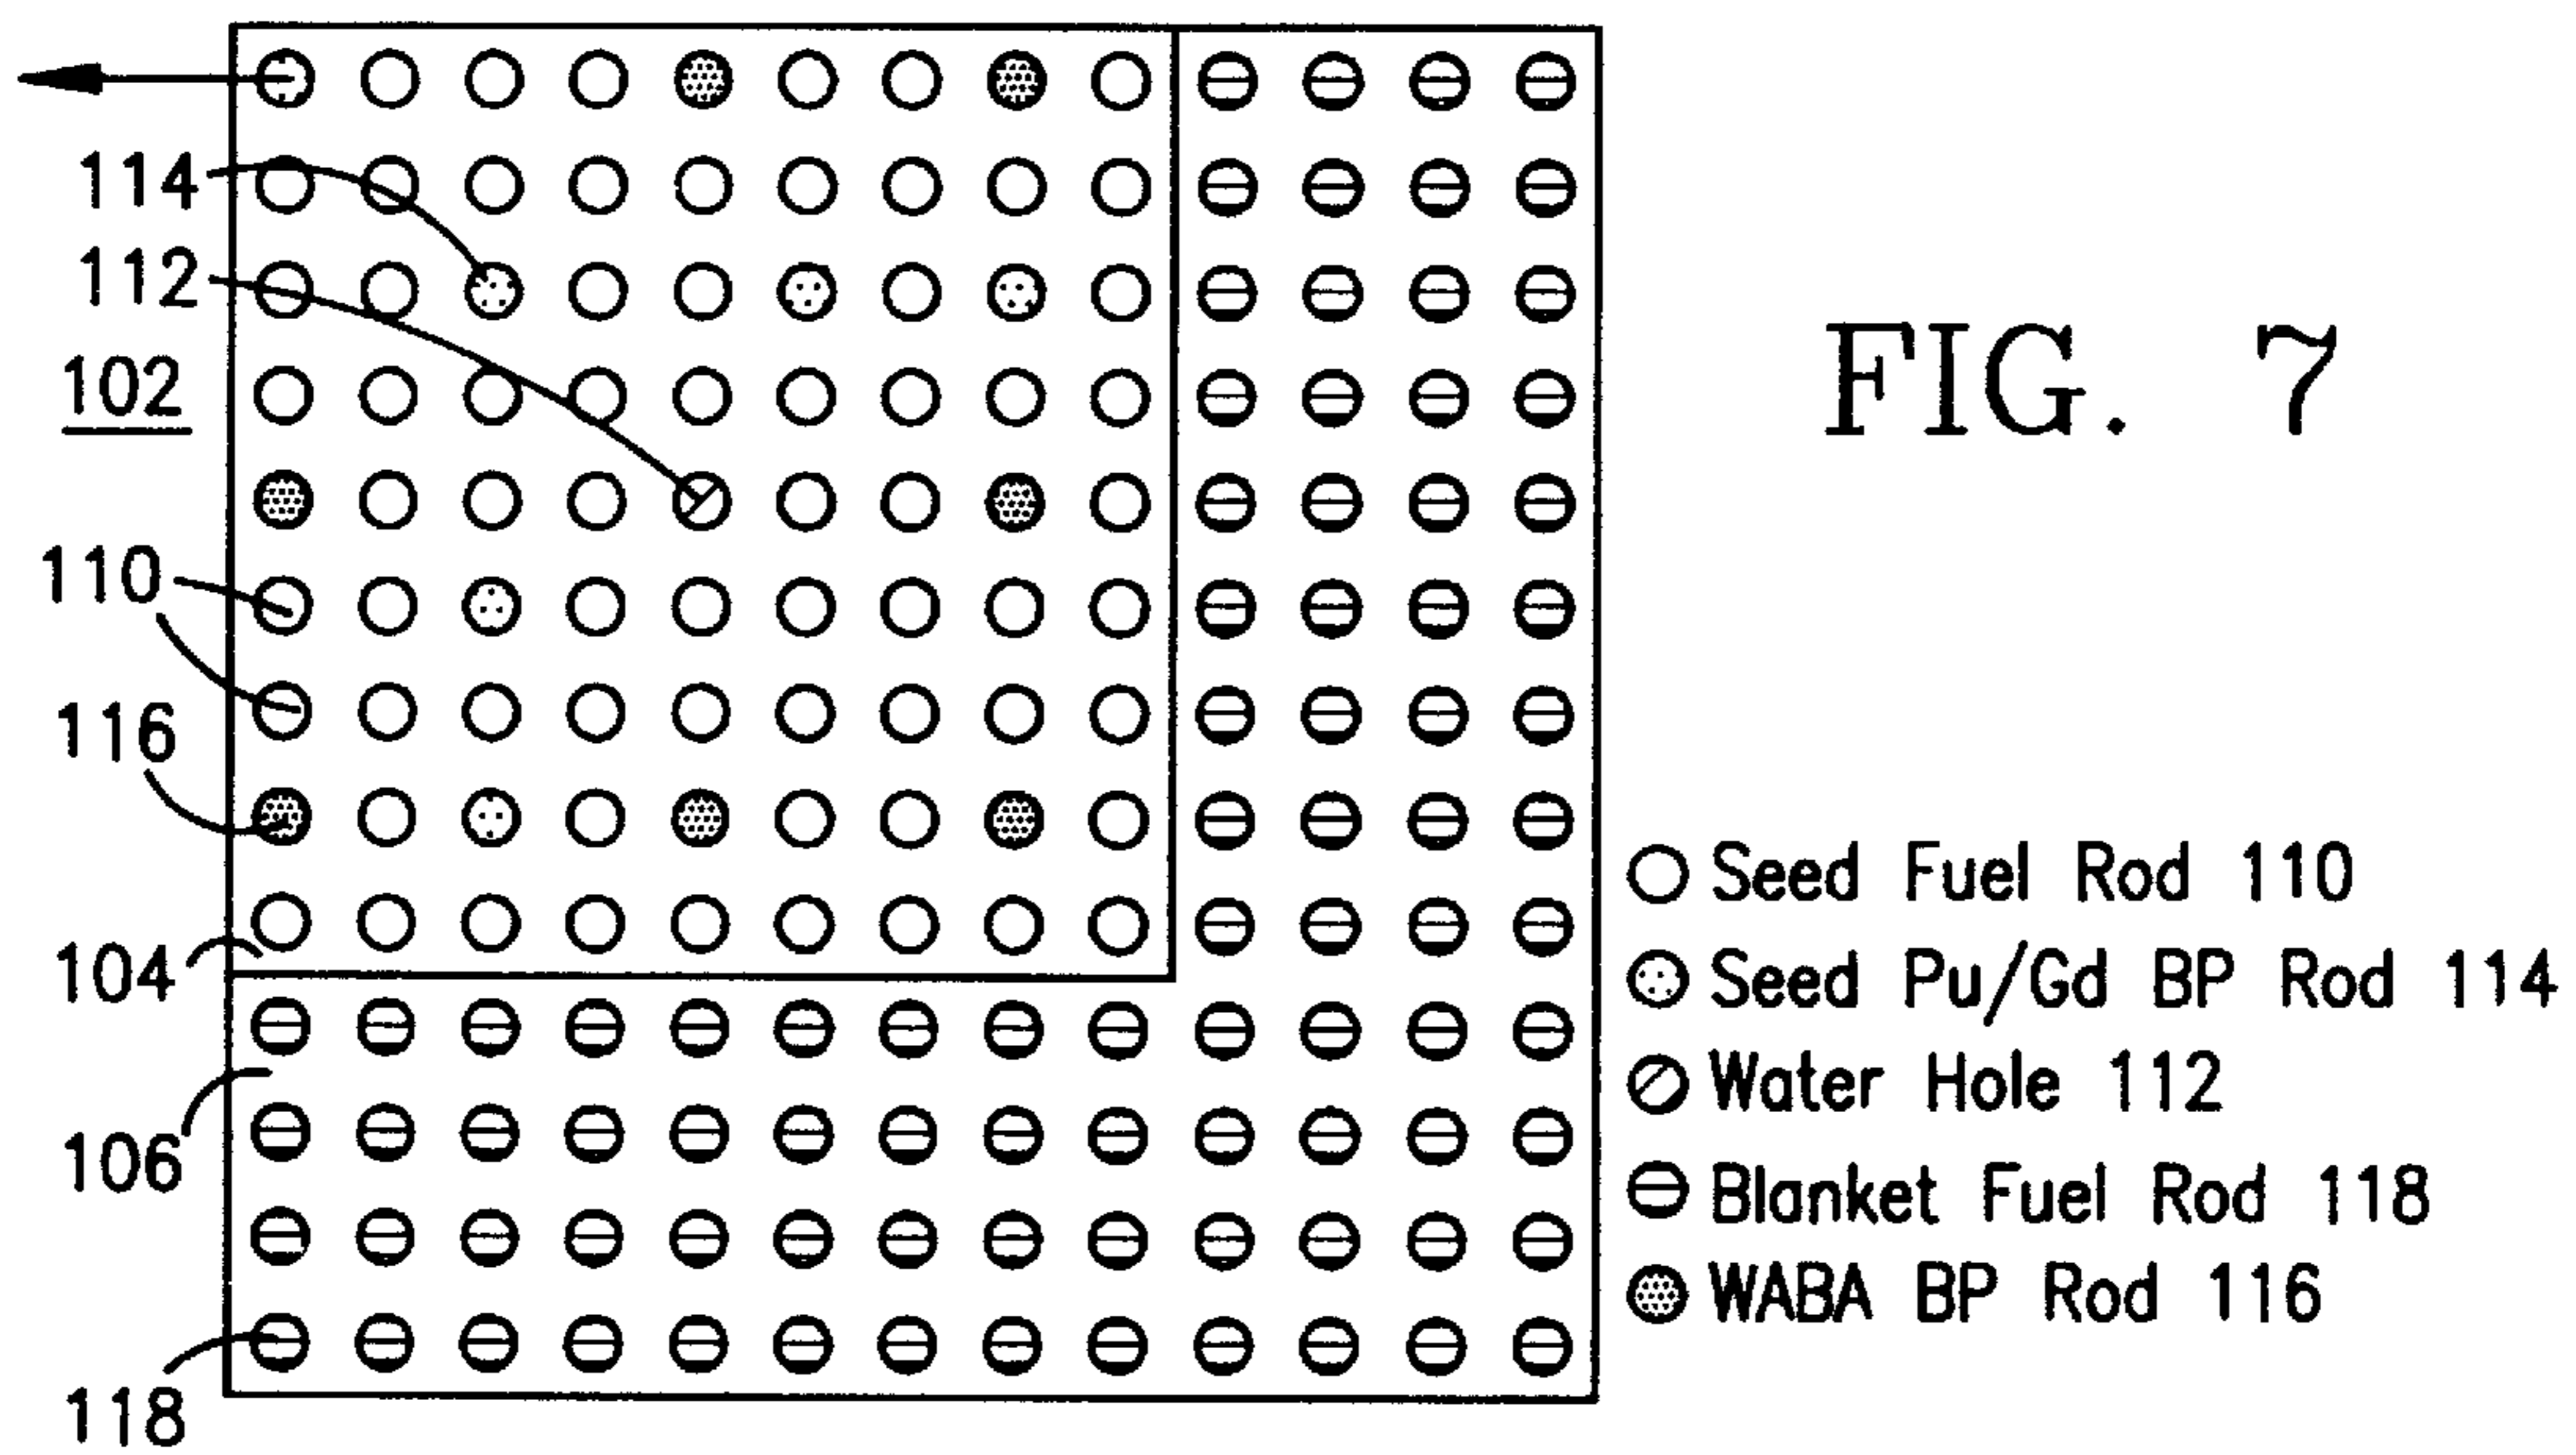 114
112
102
110
116
104
106
118
FIG. 7
Seed Fuel Rod 110
Seed Pu/Gd BP Rod 114
Water Hole 112
Blanket Fuel Rod 118
WABA BP Rod 116